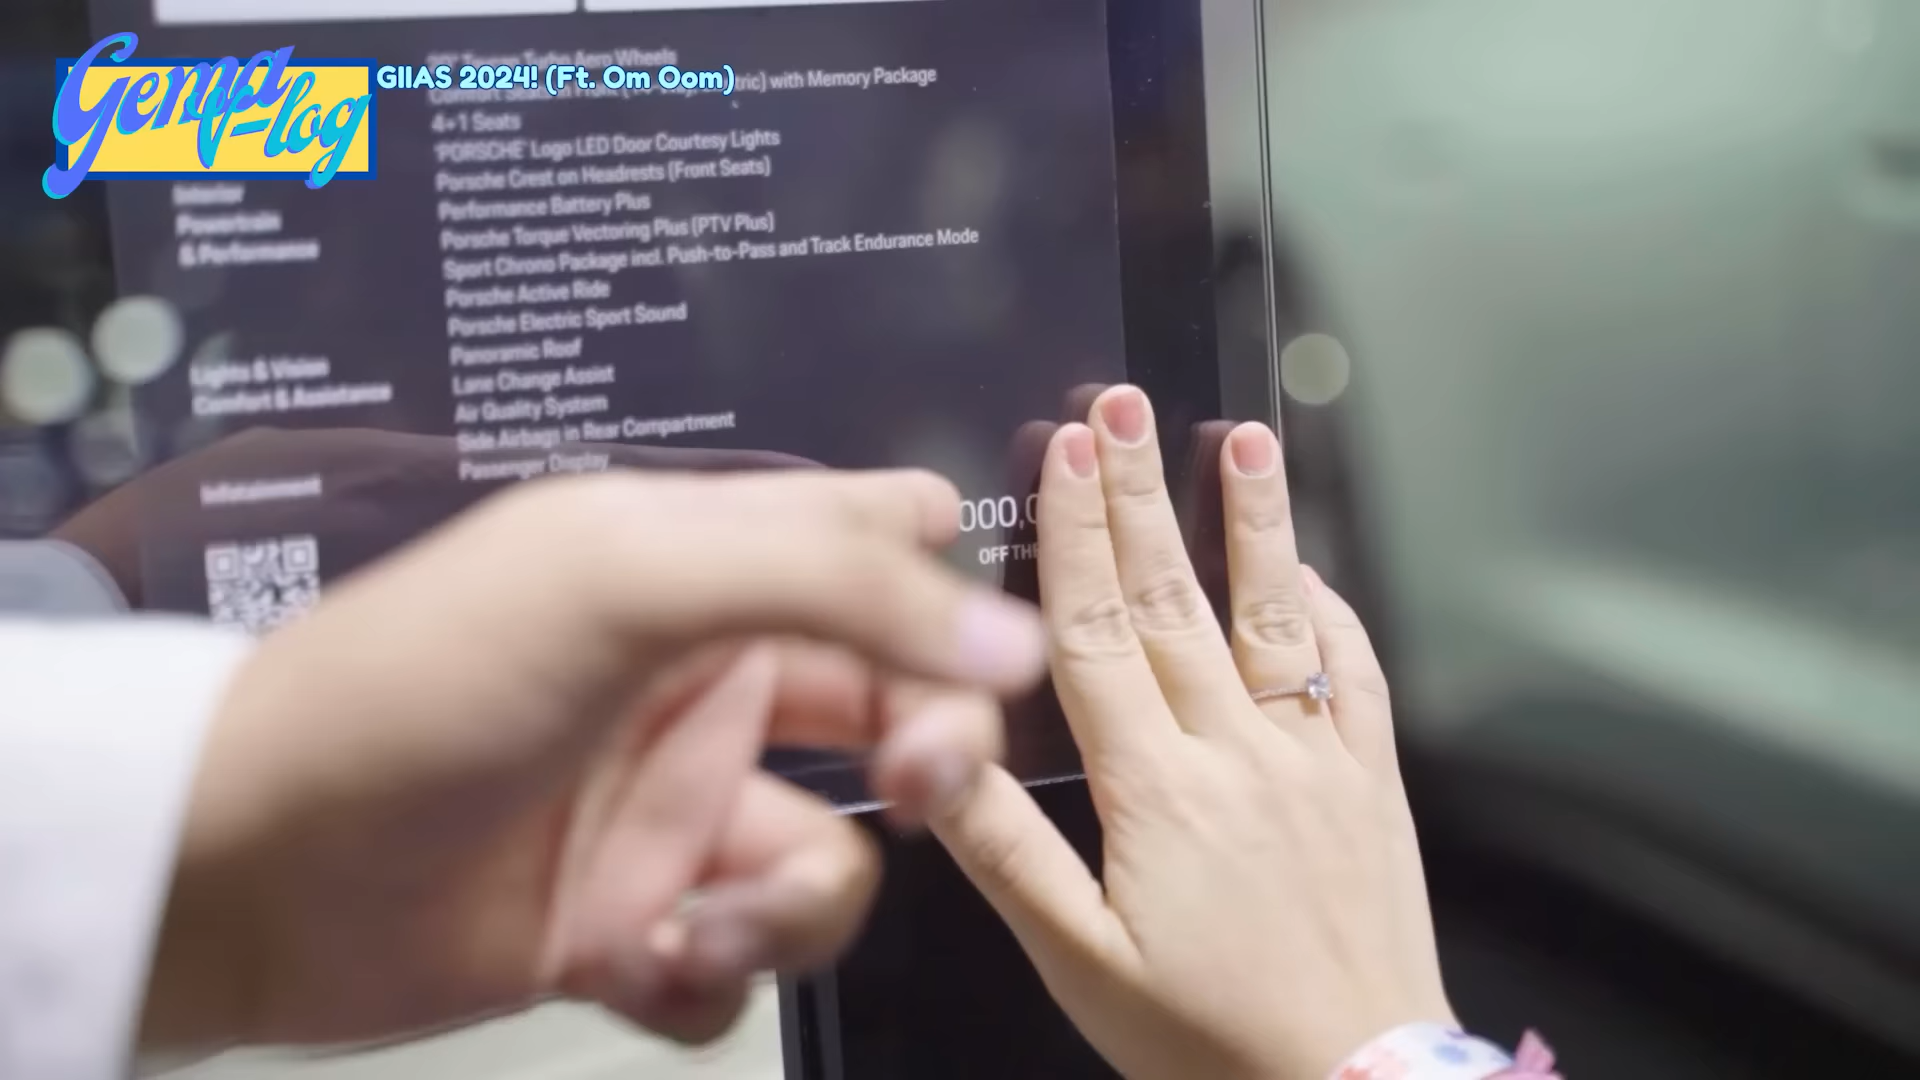 Gema
V-log
GIIAS 2024! (Ft. Om Oom)
Turbo Aero Wheels
with Memory Package
4+1 Seats
'PORSCHE' Logo LED Door Courtesy Lights
Porsche Crest on Headrests (Front Seats)
Interior
Powertrain
& Performance
Performance Battery Plus
Porsche Torque Vectoring Plus (PTV Plus)
Sport Chrono Package incl. Push-to-Pass and Track Endurance Mode
Porsche Active Ride
Porsche Electric Sport Sound
Lights & Vision
Panoramic Roof
Comfort & Assistance
Lane Change Assist
Air Quality System
Side Airbags in Rear Compartment
Infotainment
Passenger Display
000,0
OFF THE